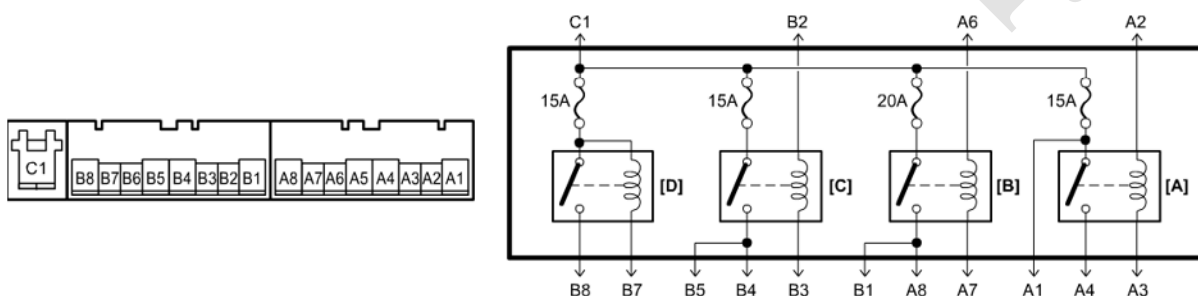 C1 B2 A6 A2
15A 15A 20A 15A
C1 B8 B7 B6 B5 B4 B3 B2 B1 A8 A7 A6 A5 A4 A3 A2 A1
[D] [C] [B] [A]
B8 B7 B5 B4 B3 B1 A8 A7 A1 A4 A3